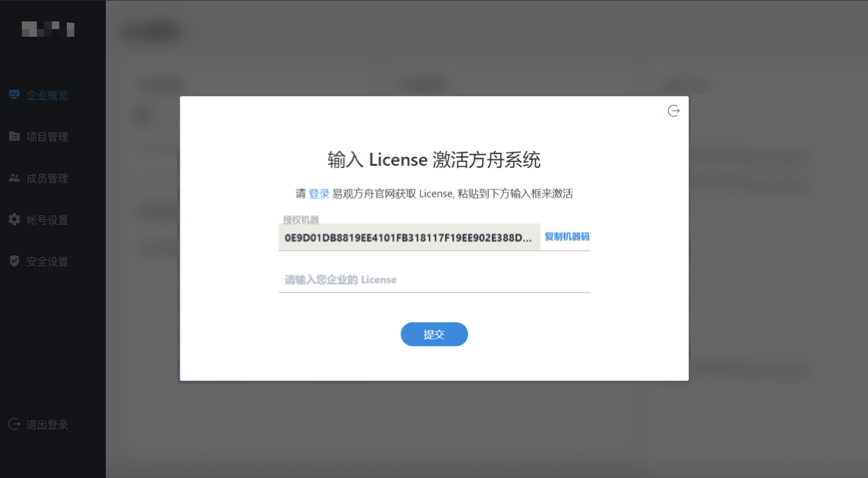 企业概览
项目管理
成员管理
帐号设置
安全设置
退出登录
输入 License 激活方舟系统
请 登录 易观方舟官网获取 License, 粘贴到下方输入框来激活
授权机器
0E9D01DB8819EE4101FB318117F19EE902E388D... 复制机器码
请输入您企业的 License
提交